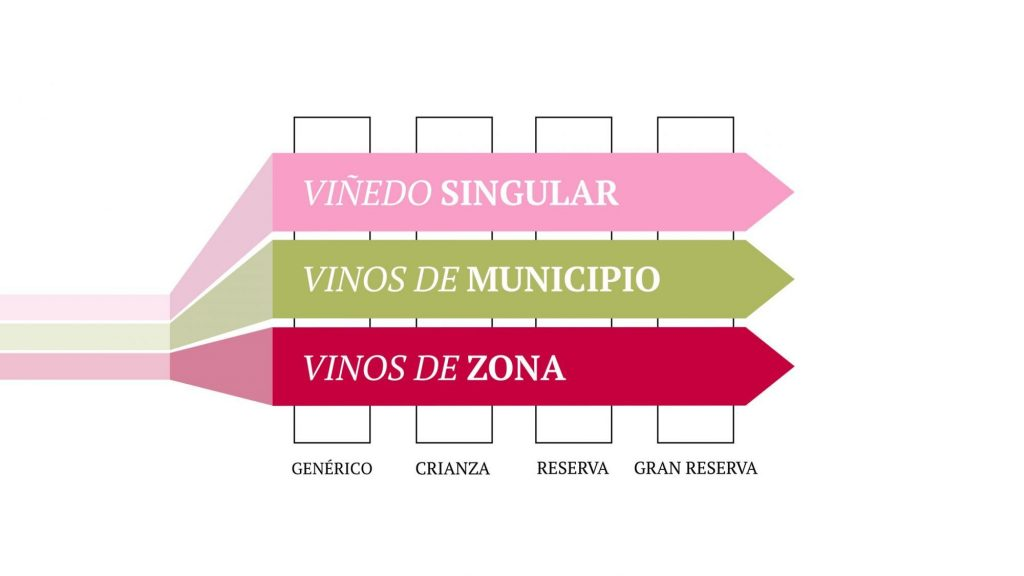 VIÑEDO SINGULAR
VINOS DE MUNICIPIO
VINOS DE ZONA
GENÉRICO CRIANZA RESERVA GRAN RESERVA